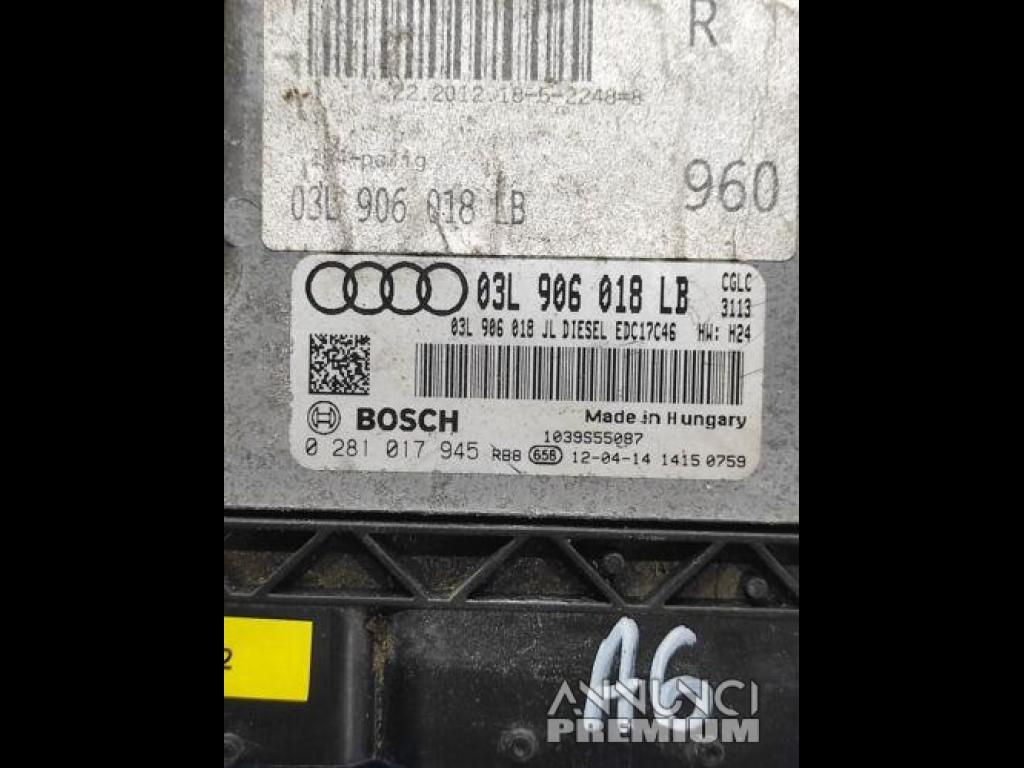 R
22.2012 18-5-2248-8
960
03L 906 018 LB
03L 906 018 LB CGLC
3113
03L 906 018 JL DIESEL EDC17C46 HW: H24
BOSCH Made in Hungary
1039S55087
0 281 017 945 RB8 656 12-04-14 1415 0759
2
A6
ANNUNCI
PREMIUM